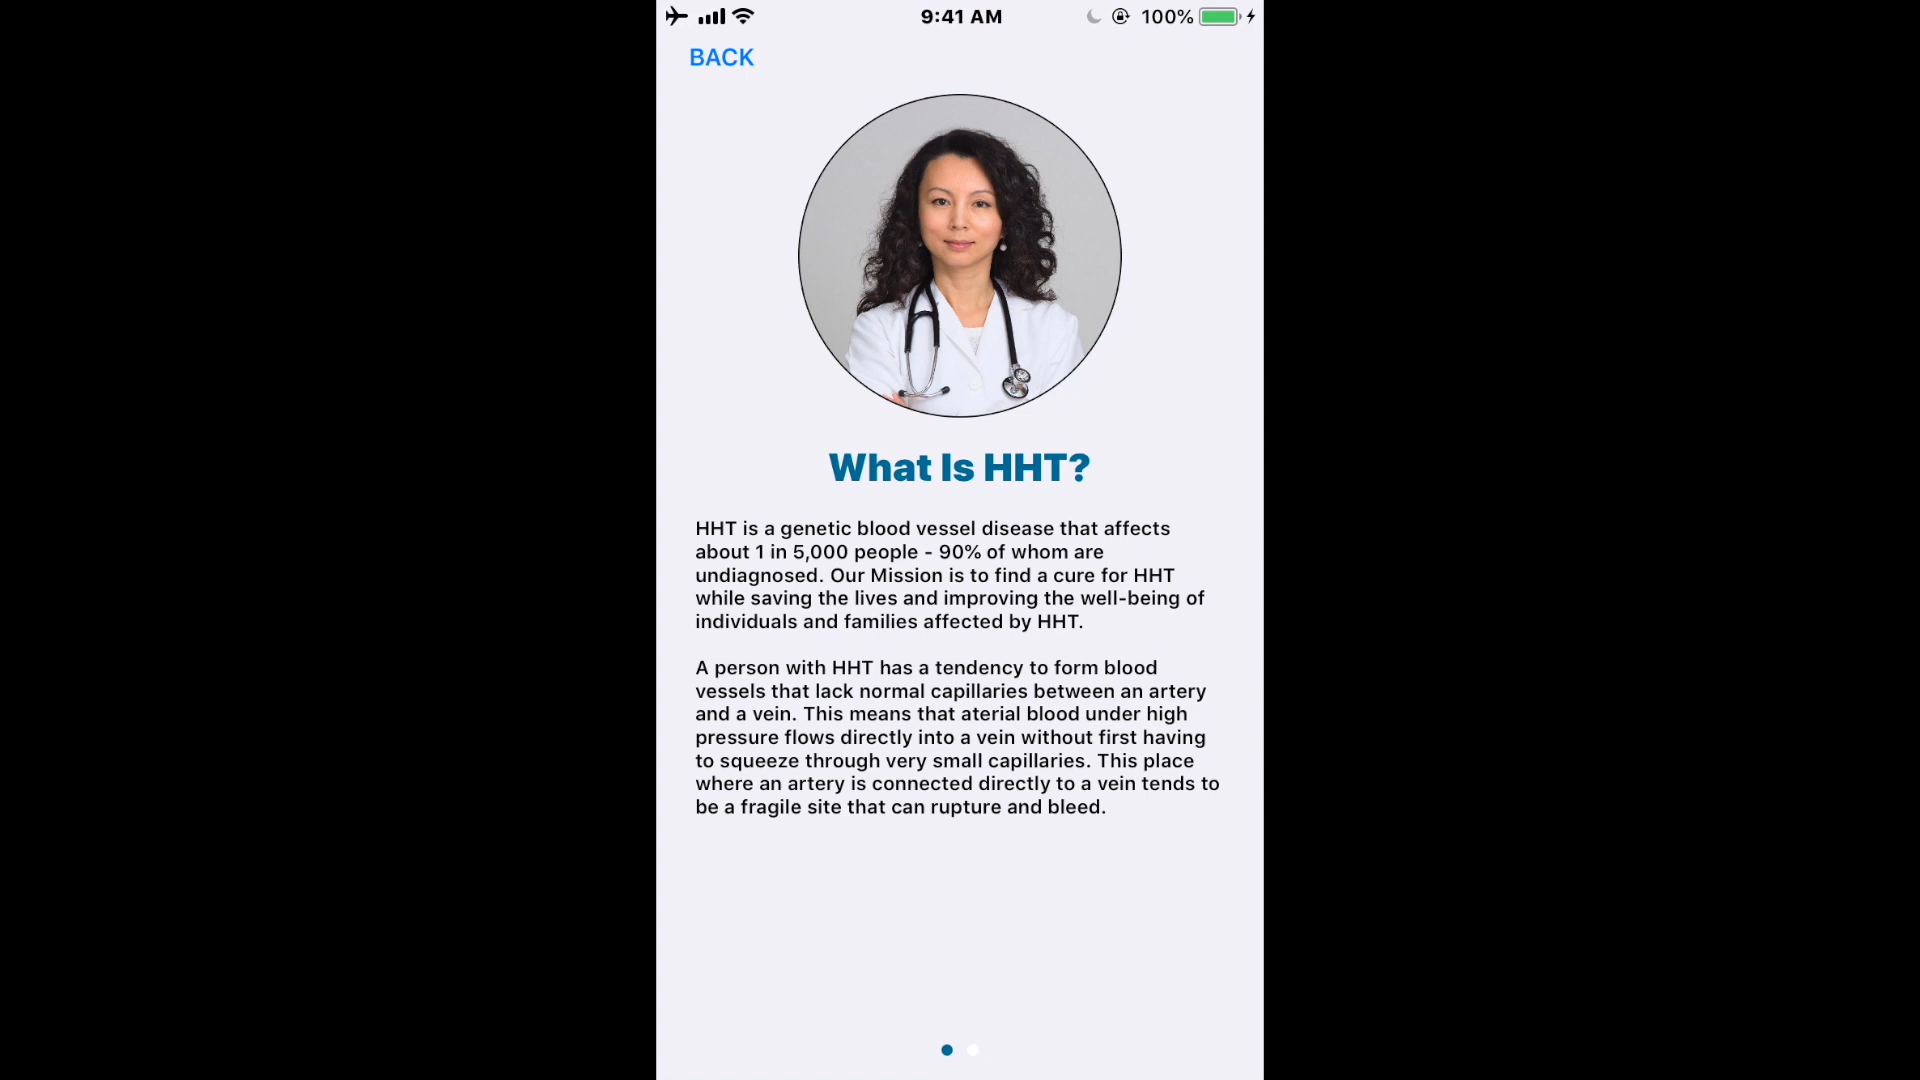 9:41 AM
100%
BACK
What Is HHT?
HHT is a genetic blood vessel disease that affects
about 1 in 5,000 people - 90% of whom are
undiagnosed. Our Mission is to find a cure for HHT
while saving the lives and improving the well-being of
individuals and families affected by HHT.
A person with HHT has a tendency to form blood
vessels that lack normal capillaries between an artery
and a vein. This means that aterial blood under high
pressure flows directly into a vein without first having
to squeeze through very small capillaries. This place
where an artery is connected directly to a vein tends to
be a fragile site that can rupture and bleed.